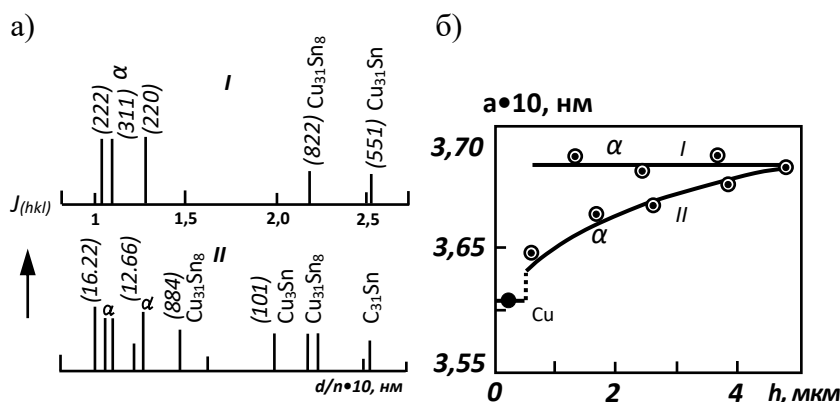 а)
(222)
α
(311)
(220)
I
(822) Cu31Sn8
(551) Cu31Sn
J(hkl)
1
1,5
2,0
2,5
(16.22)
α
(12.66)
α
(884)
Cu31Sn8
II
(101)
Cu3Sn
Cu31Sn8
C31Sn
d/n•10, нм
б)
a•10, нм
3,70
3,65
3,55
α
I
α
II
Cu
0
2
4
h, мкм